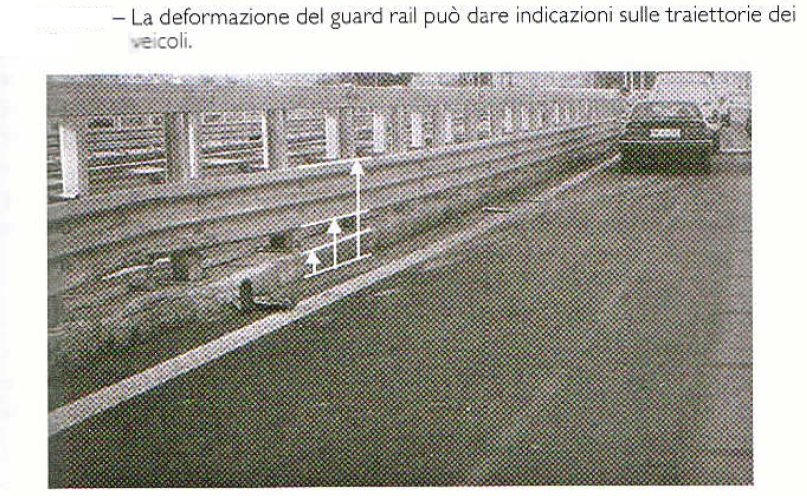 – La deformazione del guard rail può dare indicazioni sulle traiettorie dei
veicoli.